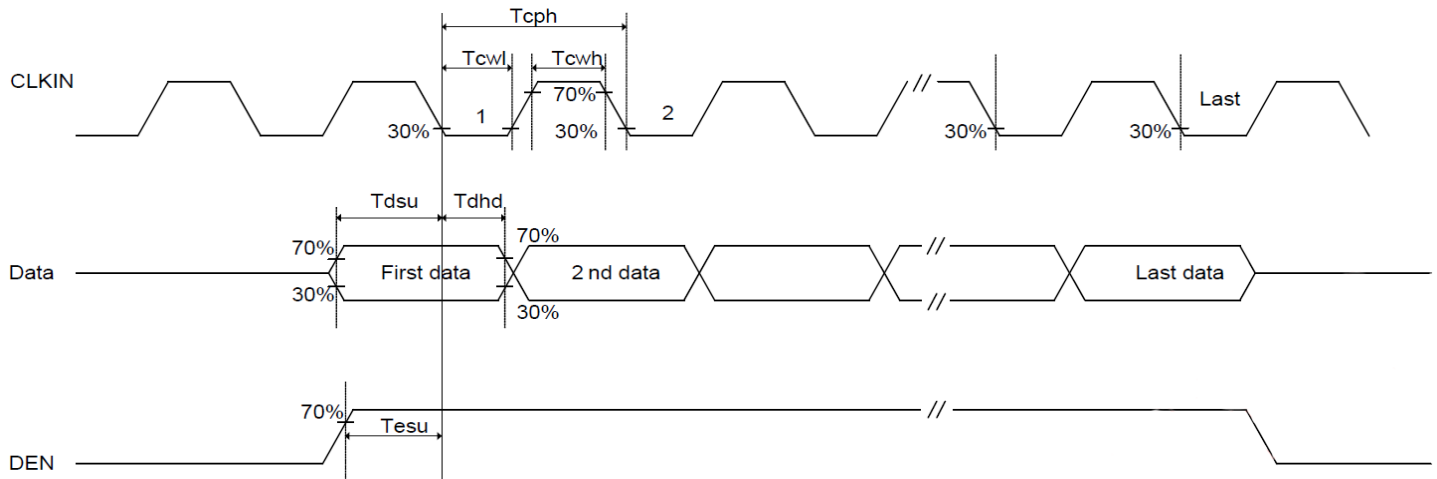 Tcph
Tcwl
Tcwh
CLKIN
70%
1
2
Last
30%
30%
30%
30%
Tdsu
Tdhd
70%
70%
Data
First data
2 nd data
Last data
30%
30%
70%
Tesu
DEN